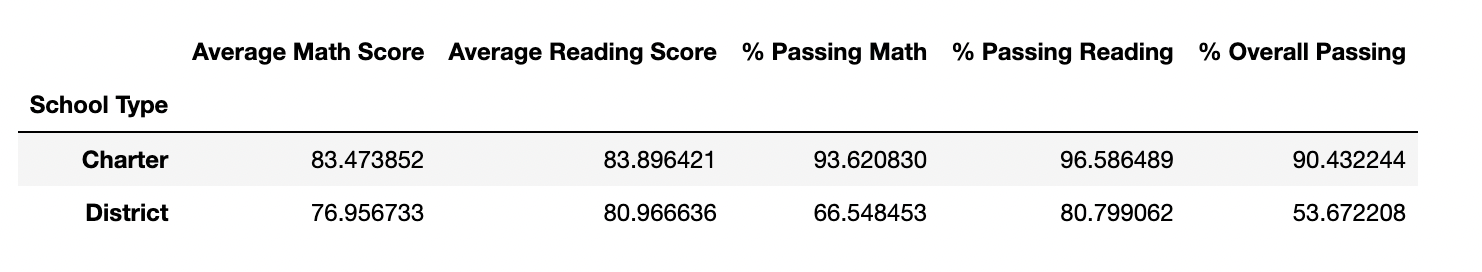 Average Math Score Average Reading Score % Passing Math % Passing Reading % Overall Passing
School Type
Charter 83.473852 83.896421 93.620830 96.586489 90.432244
District 76.956733 80.966636 66.548453 80.799062 53.672208